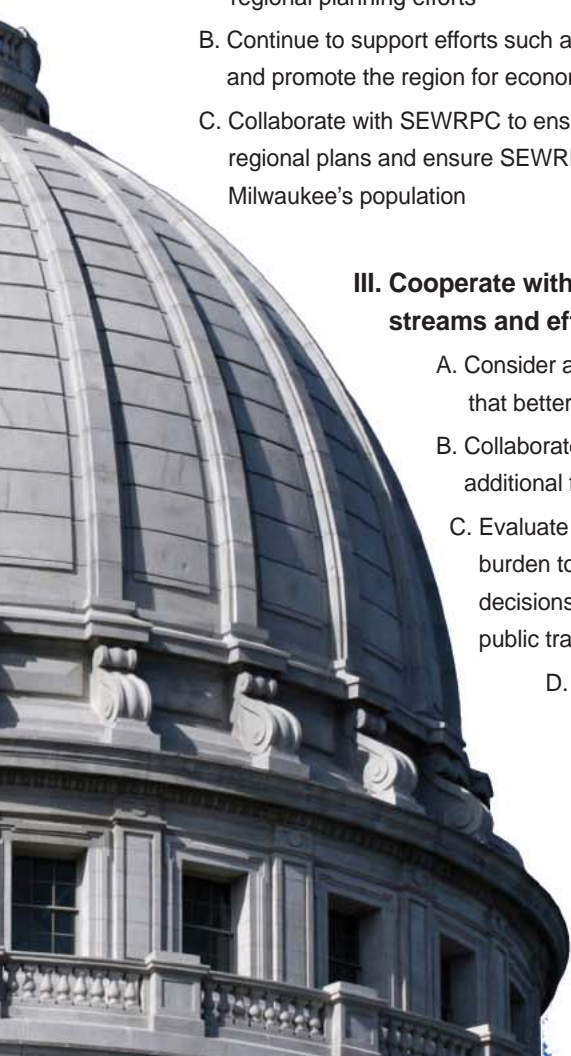 regional planning efforts
B. Continue to support efforts such a
and promote the region for econo
C. Collaborate with SEWRPC to ens
regional plans and ensure SEWR
Milwaukee's population
III. Cooperate with
streams and ef
A. Consider a
that better
B. Collaborate
additional
C. Evaluate
burden to
decisions
public tra
D.